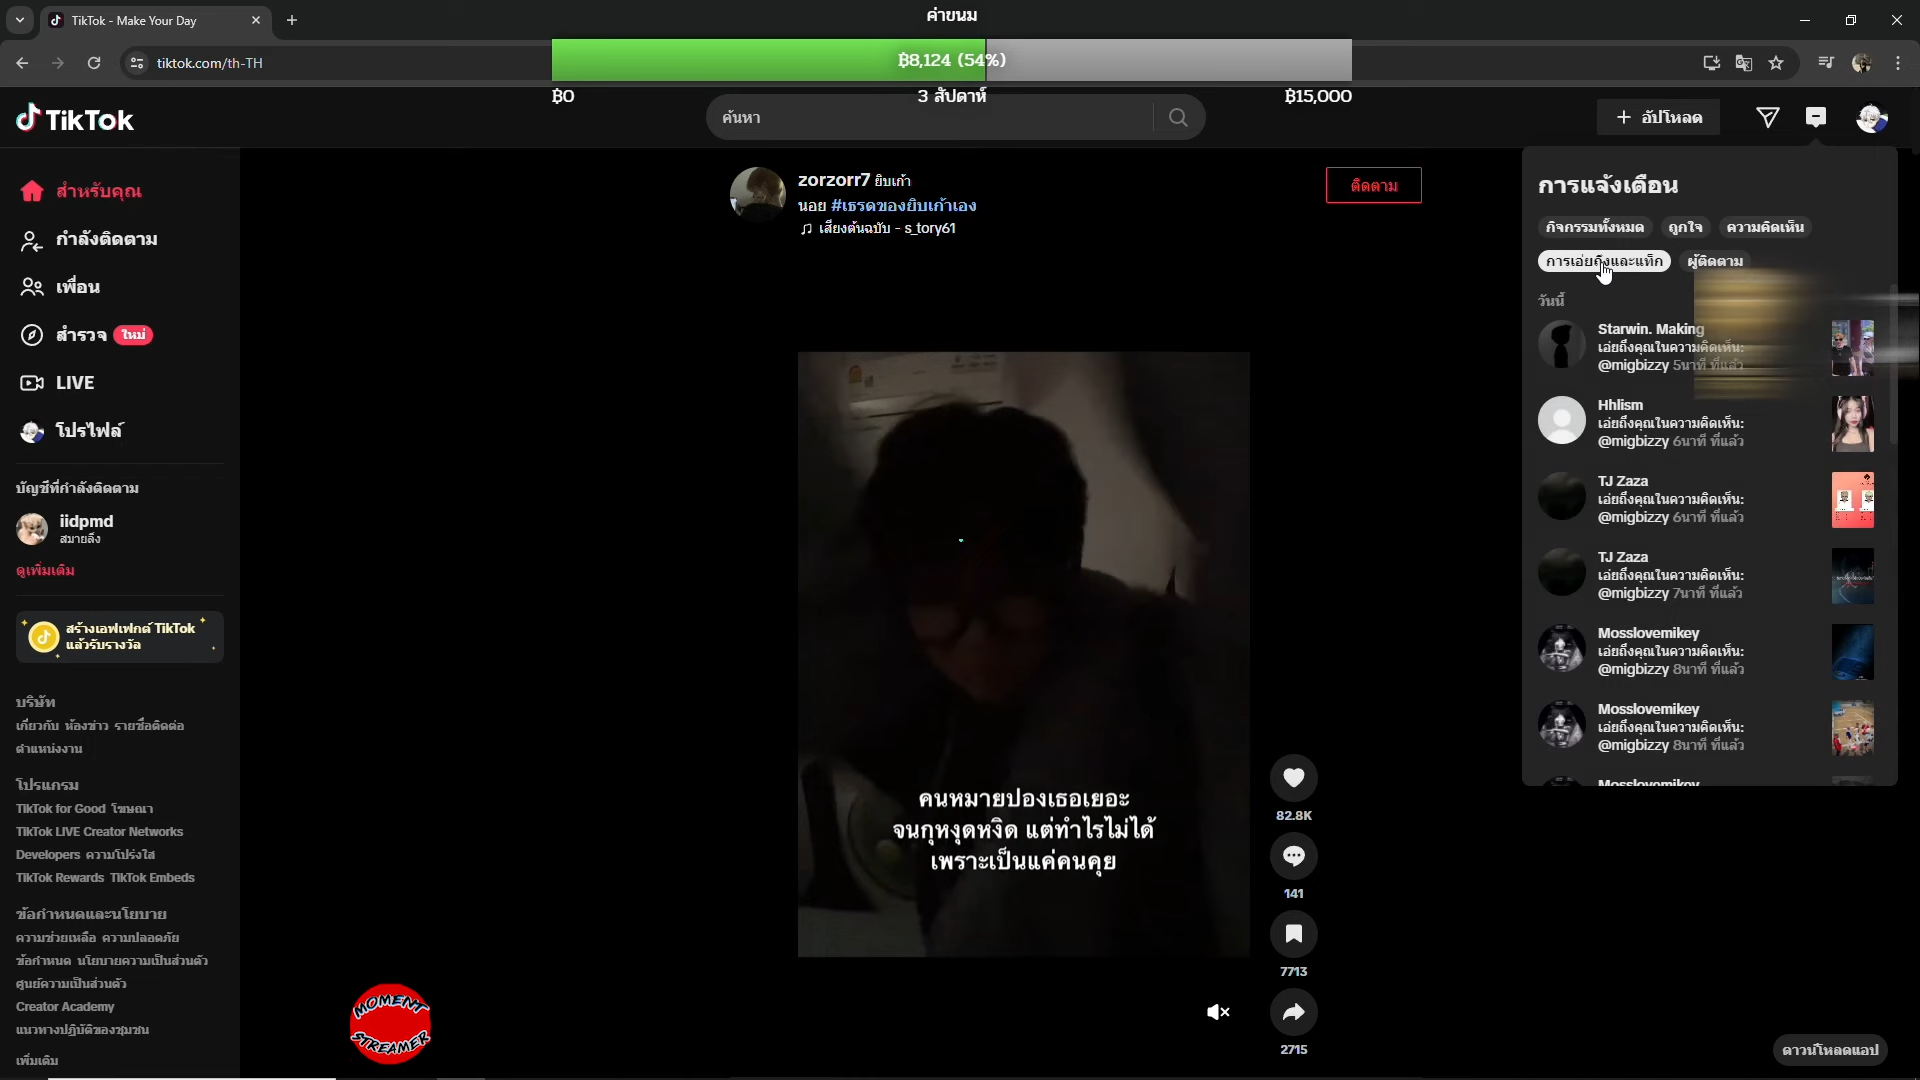 TikTok - Make Your Day
ค่าขนม
tiktok.com/th-TH
฿8,124 (54%)
฿0
3 สัปดาห์
฿15,000
TikTok
ค้นหา
อัปโหลด
สำหรับคุณ
กำลังติดตาม
เพื่อน
สำรวจ ใหม่
LIVE
โปรไฟล์
บัญชีที่กำลังติดตาม
iidpmd
สมายลิ่ง
ดูเพิ่มเติม
สร้างเอฟเฟกต์ TikTok
แล้วรับรางวัล
บริษัท
เกี่ยวกับ ห้องข่าว รายชื่อติดต่อ
ตำแหน่งงาน
โปรแกรม
TikTok for Good โฆษณา
TikTok LIVE Creator Networks
Developers ความโปร่งใส
TikTok Rewards TikTok Embeds
ข้อกำหนดและนโยบาย
ความช่วยเหลือ ความปลอดภัย
ข้อกำหนด นโยบายความเป็นส่วนตัว
ศูนย์ความเป็นส่วนตัว
Creator Academy
แนวทางปฏิบัติของชุมชน
เพิ่มเติม
zorzorr7 ยิบเก้า
นอย #เธรดของยิบเก้าเอง
เสียงต้นฉบับ - s_tory61
ติดตาม
คนหมายปองเธอเยอะ
จนกุหงุดหงิด แต่ทำไรไม่ได้
เพราะเป็นแค่คนคุย
82.8K
141
7713
2715
MOMENT
STREAMER
การแจ้งเตือน
กิจกรรมทั้งหมด ถูกใจ ความคิดเห็น
การเอ่ยถึงและแท็ก ผู้ติดตาม
วันนี้
Starwin. Making
เอ่ยถึงคุณในความคิดเห็น:
@migbizzy 5นาที ที่แล้ว
Hhlism
เอ่ยถึงคุณในความคิดเห็น:
@migbizzy 6นาที ที่แล้ว
TJ Zaza
เอ่ยถึงคุณในความคิดเห็น:
@migbizzy 6นาที ที่แล้ว
TJ Zaza
เอ่ยถึงคุณในความคิดเห็น:
@migbizzy 7นาที ที่แล้ว
Mosslovemikey
เอ่ยถึงคุณในความคิดเห็น:
@migbizzy 8นาที ที่แล้ว
Mosslovemikey
เอ่ยถึงคุณในความคิดเห็น:
@migbizzy 8นาที ที่แล้ว
Mosslovemikey
ดาวน์โหลดแอป